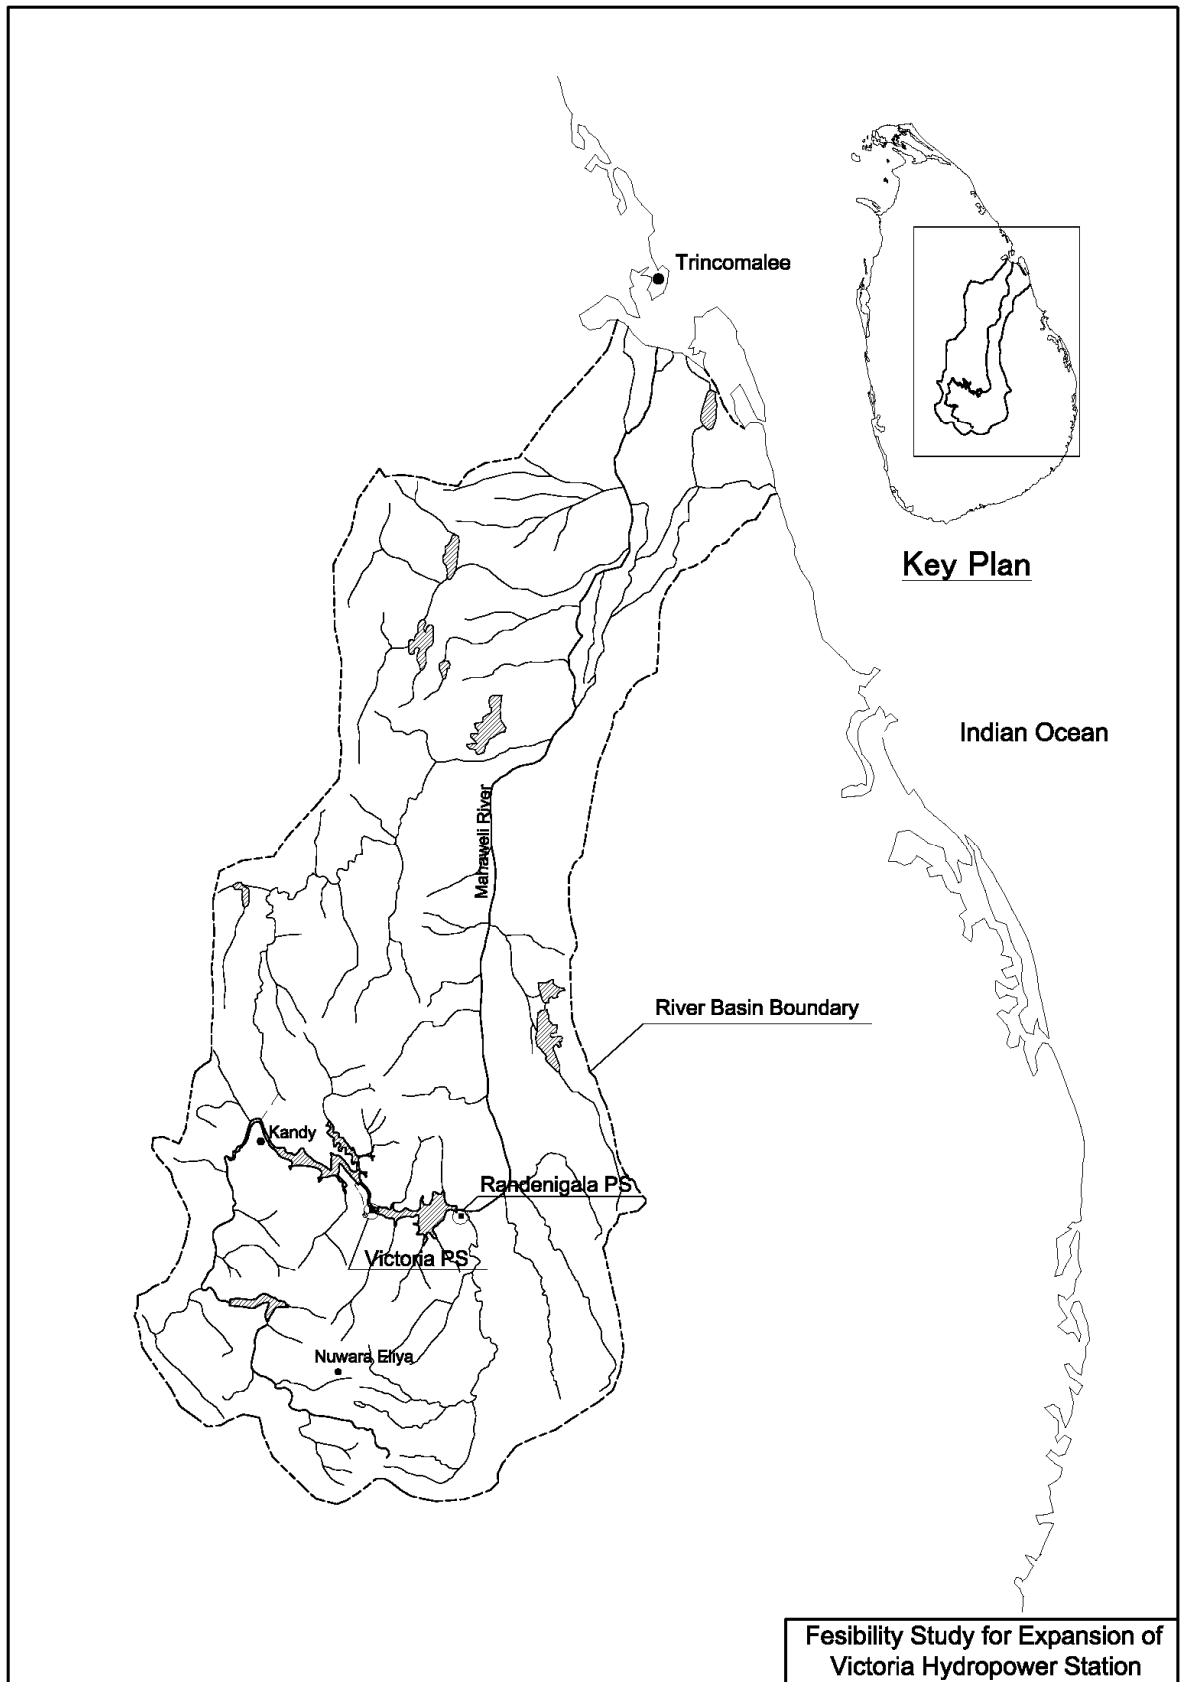 Trincomalee
Key Plan
Indian Ocean
Mahaweli River
River Basin Boundary
Kandy
Randenigala PS
Victoria PS
Nuwara Eliya
Fesibility Study for Expansion of
Victoria Hydropower Station